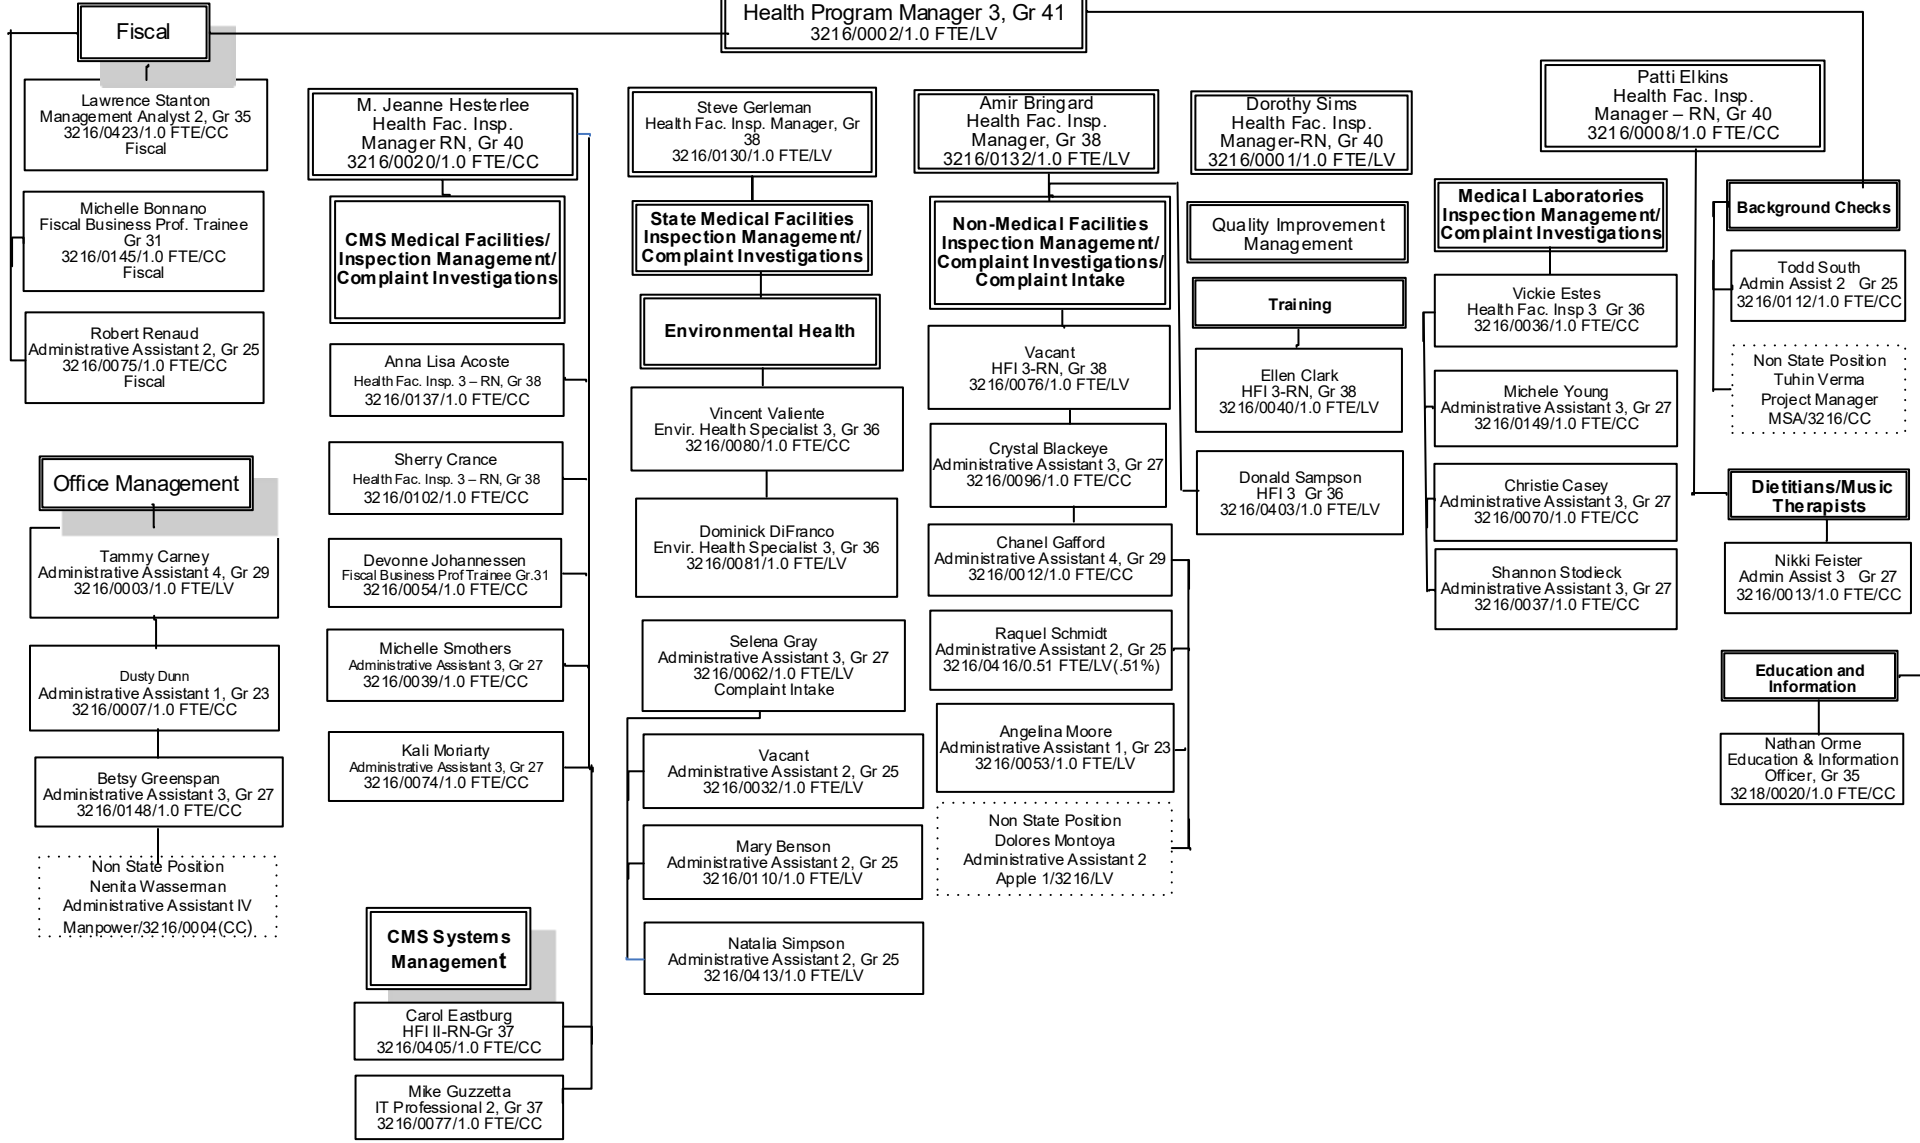 Health Program Manager 3, Gr 41
3216/0002/1.0 FTE/LV
Fiscal
Lawrence Stanton
Management Analyst 2, Gr 35
3216/0423/1.0 FTE/CC
Fiscal
Michelle Bonnano
Fiscal Business Prof. Trainee
Gr 31
3216/0145/1.0 FTE/CC
Fiscal
Robert Renaud
Administrative Assistant 2, Gr 25
3216/0075/1.0 FTE/CC
Fiscal
Office Management
Tammy Carney
Administrative Assistant 4, Gr 29
3216/0003/1.0 FTE/LV
Dusty Dunn
Administrative Assistant 1, Gr 23
3216/0007/1.0 FTE/CC
Betsy Greenspan
Administrative Assistant 3, Gr 27
3216/0148/1.0 FTE/CC
Non State Position
Nenita Wasserman
Administrative Assistant IV
Manpower/3216/0004(CC)
M. Jeanne Hesterlee
Health Fac. Insp.
Manager RN, Gr 40
3216/0020/1.0 FTE/CC
CMS Medical Facilities/
Inspection Management/
Complaint Investigations
Anna Lisa Acoste
Health Fac. Insp. 3 – RN, Gr 38
3216/0137/1.0 FTE/CC
Sherry Crance
Health Fac. Insp. 3 – RN, Gr 38
3216/0102/1.0 FTE/CC
Devonne Johannessen
Fiscal Business Prof Trainee Gr.31
3216/0054/1.0 FTE/CC
Michelle Smothers
Administrative Assistant 3, Gr 27
3216/0039/1.0 FTE/CC
Kali Moriarty
Administrative Assistant 3, Gr 27
3216/0074/1.0 FTE/CC
CMS Systems
Management
Carol Eastburg
HFI II-RN-Gr 37
3216/0405/1.0 FTE/CC
Mike Guzzetta
IT Professional 2, Gr 37
3216/0077/1.0 FTE/CC
Steve Gerleman
Health Fac. Insp. Manager, Gr
38
3216/0130/1.0 FTE/LV
State Medical Facilities
Inspection Management/
Complaint Investigations
Environmental Health
Vincent Valiente
Envir. Health Specialist 3, Gr 36
3216/0080/1.0 FTE/CC
Dominick DiFranco
Envir. Health Specialist 3, Gr 36
3216/0081/1.0 FTE/LV
Selena Gray
Administrative Assistant 3, Gr 27
3216/0062/1.0 FTE/LV
Complaint Intake
Vacant
Administrative Assistant 2, Gr 25
3216/0032/1.0 FTE/LV
Mary Benson
Administrative Assistant 2, Gr 25
3216/0110/1.0 FTE/LV
Natalia Simpson
Administrative Assistant 2, Gr 25
3216/0413/1.0 FTE/LV
Amir Bringard
Health Fac. Insp.
Manager, Gr 38
3216/0132/1.0 FTE/LV
Non-Medical Facilities
Inspection Management/
Complaint Investigations/
Complaint Intake
Vacant
HFI 3-RN, Gr 38
3216/0076/1.0 FTE/LV
Crystal Blackeye
Administrative Assistant 3, Gr 27
3216/0096/1.0 FTE/CC
Chanel Gafford
Administrative Assistant 4, Gr 29
3216/0012/1.0 FTE/CC
Raquel Schmidt
Administrative Assistant 2, Gr 25
3216/0416/0.51 FTE/LV(.51%)
Angelina Moore
Administrative Assistant 1, Gr 23
3216/0053/1.0 FTE/LV
Non State Position
Dolores Montoya
Administrative Assistant 2
Apple 1/3216/LV
Dorothy Sims
Health Fac. Insp.
Manager-RN, Gr 40
3216/0001/1.0 FTE/LV
Quality Improvement
Management
Training
Ellen Clark
HFI 3-RN, Gr 38
3216/0040/1.0 FTE/LV
Donald Sampson
HFI 3 Gr 36
3216/0403/1.0 FTE/LV
Patti Elkins
Health Fac. Insp.
Manager – RN, Gr 40
3216/0008/1.0 FTE/CC
Medical Laboratories
Inspection Management/
Complaint Investigations
Vickie Estes
Health Fac. Insp 3 Gr 36
3216/0036/1.0 FTE/CC
Michele Young
Administrative Assistant 3, Gr 27
3216/0149/1.0 FTE/CC
Christie Casey
Administrative Assistant 3, Gr 27
3216/0070/1.0 FTE/CC
Shannon Stodieck
Administrative Assistant 3, Gr 27
3216/0037/1.0 FTE/CC
Background Checks
Todd South
Admin Assist 2 Gr 25
3216/0112/1.0 FTE/CC
Non State Position
Tuhin Verma
Project Manager
MSA/3216/CC
Dietitians/Music
Therapists
Nikki Feister
Admin Assist 3 Gr 27
3216/0013/1.0 FTE/CC
Education and
Information
Nathan Orme
Education & Information
Officer, Gr 35
3218/0020/1.0 FTE/CC